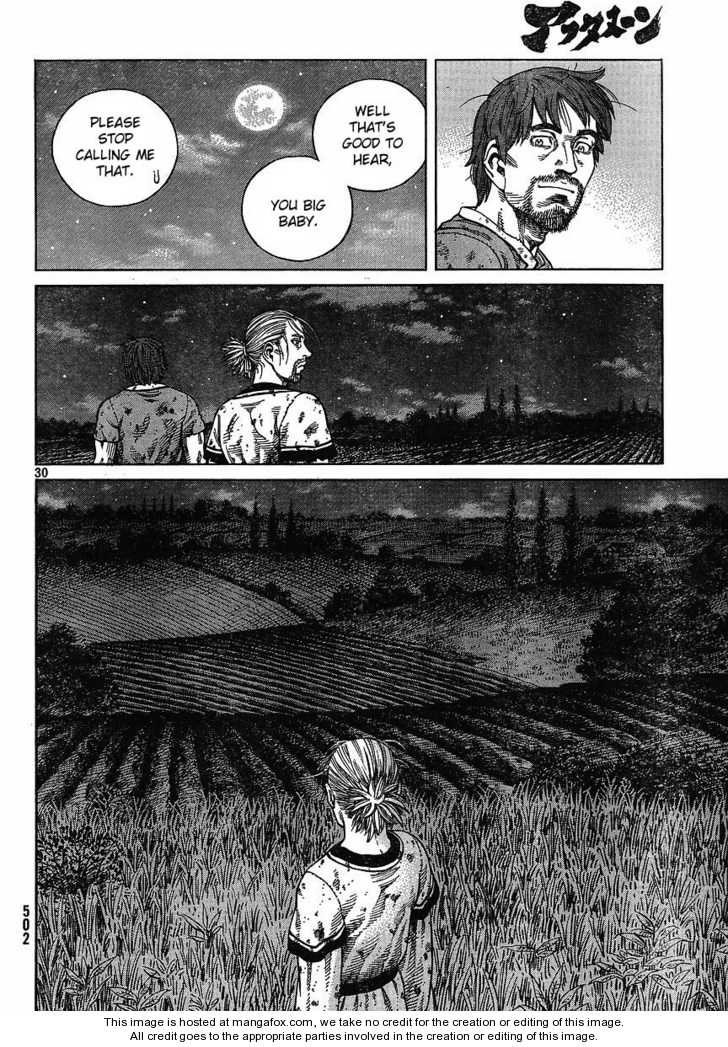 アフタヌーン
WELL
THAT'S
GOOD TO
HEAR,
YOU BIG
BABY.
PLEASE
STOP
CALLING ME
THAT.
30
502
This image is hosted at mangafox.com, we take no credit for the creation or editing of this image.
All credit goes to the appropriate parties involved in the creation or editing of this image.